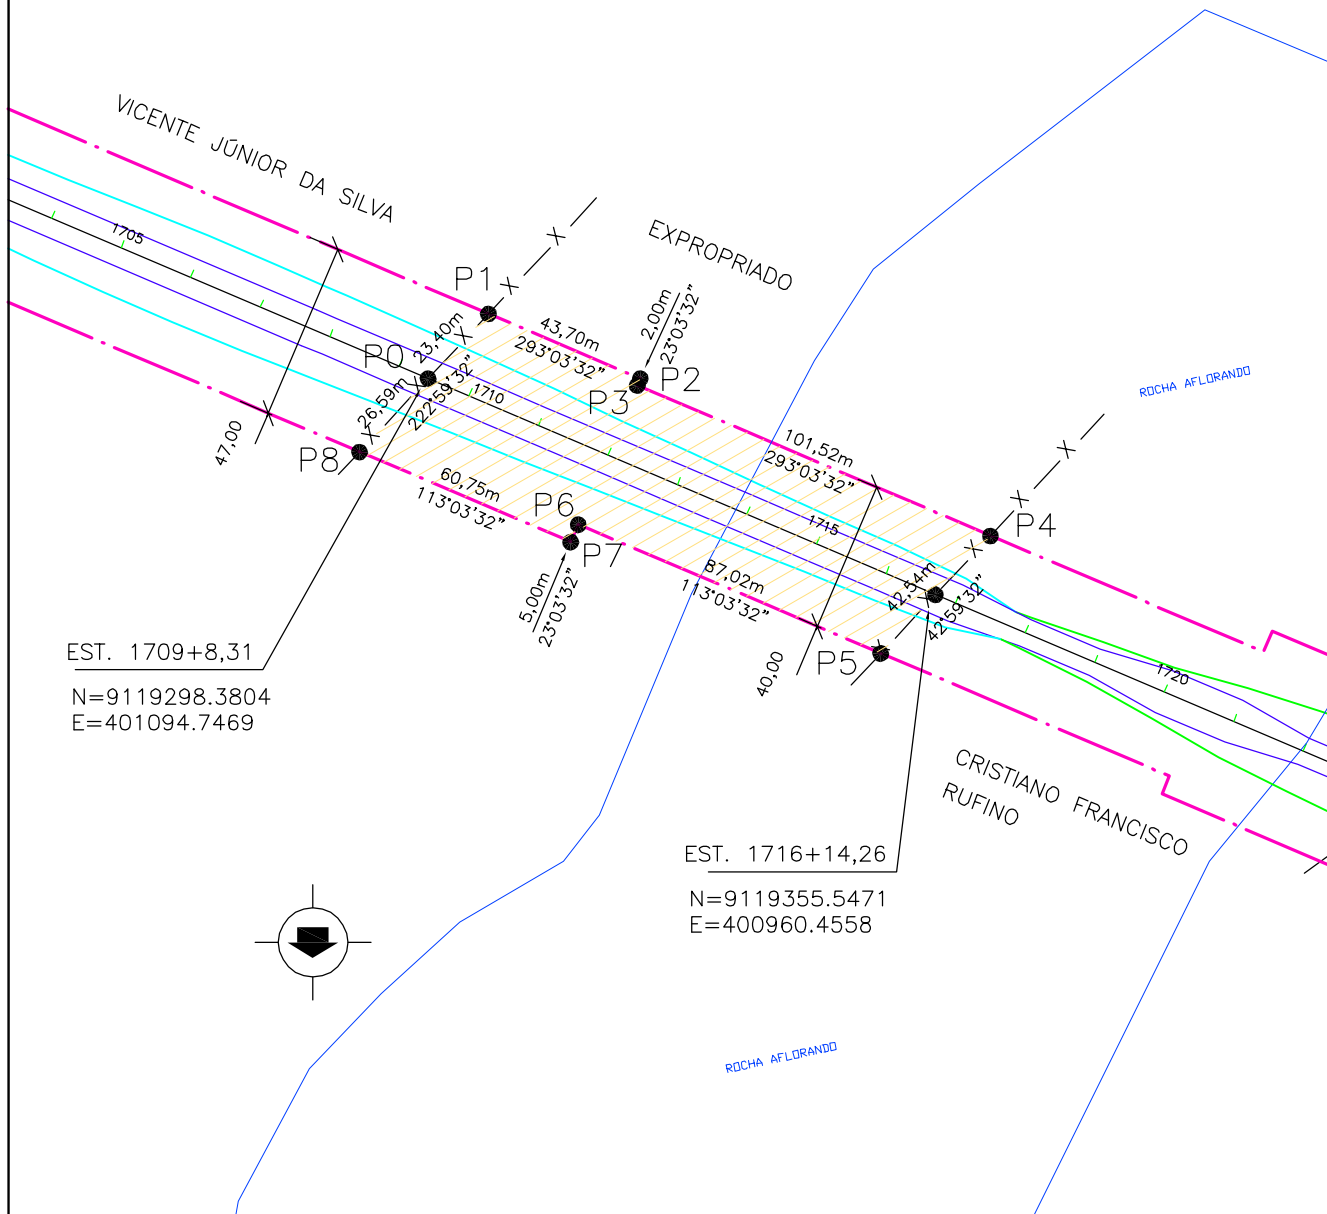 VICENTE JÚNIOR DA SILVA
1705
EXPROPRIADO
P1
2,00m
23°03'32"
43,70m
293°03'32"
23,40m
P0
P2
P3
1710
26,59m
222°59'32"
ROCHA AFLORANDO
47,00
P8
60,75m
113°03'32"
101,52m
293°03'32"
P6
P7
1715
P4
5,00m
23°03'32"
87,02m
113°03'32"
42,54m
42°59'32"
P5
40,00
1720
EST. 1709+8,31
N=9119298.3804
E=401094.7469
CRISTIANO FRANCISCO
RUFINO
EST. 1716+14,26
N=9119355.5471
E=400960.4558
ROCHA AFLORANDO